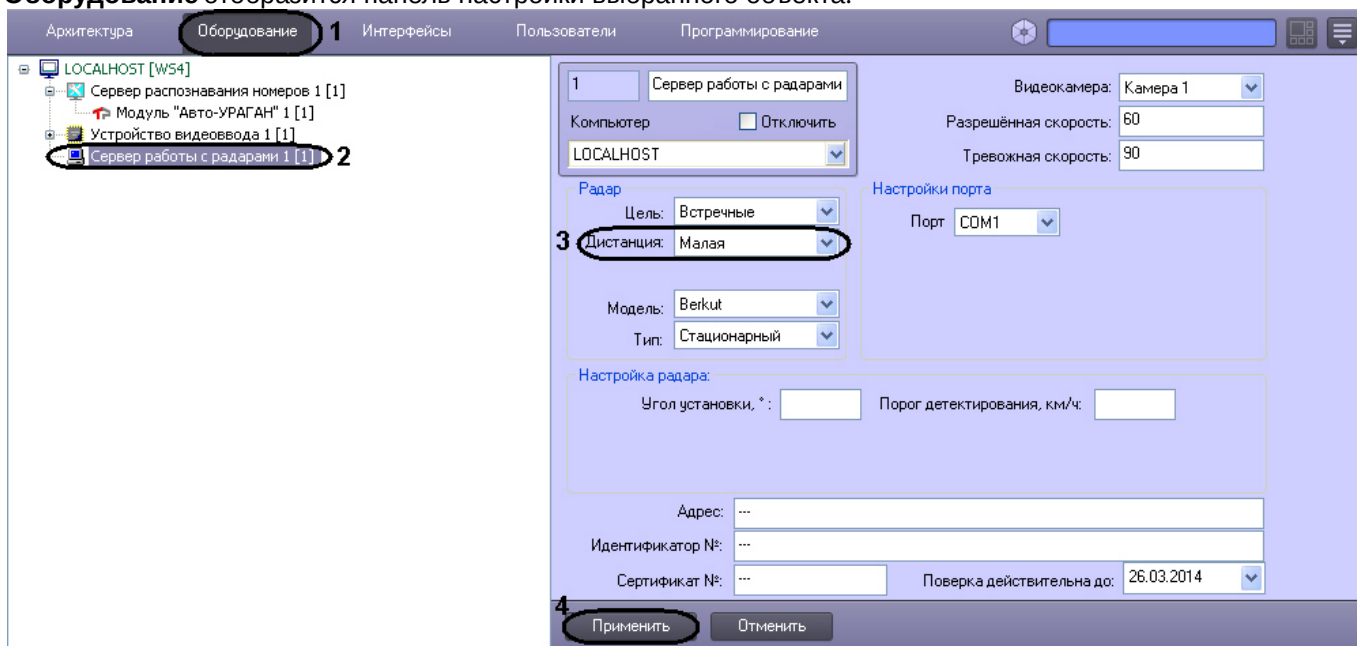 Оборудование отобразится панель настройки выбранного объекта.
Архитектура Оборудование 1 Интерфейсы Пользователи Программирование
LOCALHOST [WS4]
Сервер распознавания номеров 1 [1]
Модуль "Авто-УРАГАН" 1 [1]
Устройство видеоввода 1 [1]
Сервер работы с радарами 1 [1] 2
1 Сервер работы с радарами
Компьютер Отключить
LOCALHOST
Видеокамера: Камера 1
Разрешённая скорость: 60
Тревожная скорость: 90
Радар
Цель: Встречные
3 Дистанция: Малая
Модель: Berkut
Тип: Стационарный
Настройки порта
Порт COM1
Настройка радара:
Угол установки, ° : Порог детектирования, км/ч:
Адрес: ---
Идентификатор №: ---
Сертификат №: --- Поверка действительна до: 26.03.2014
4 Применить Отменить